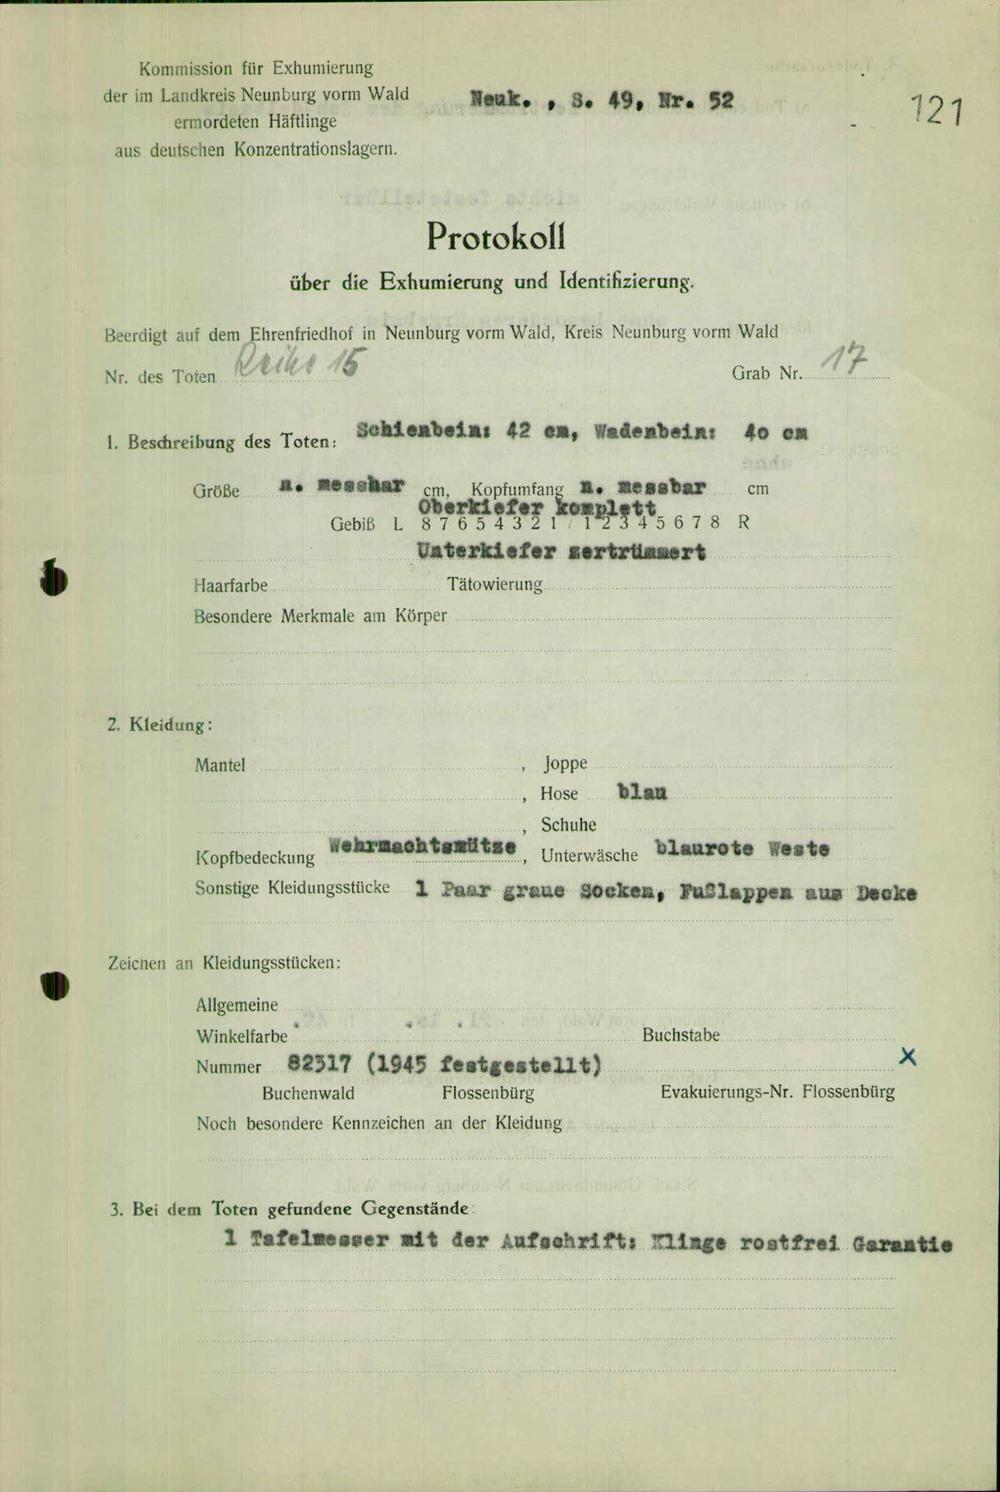 Kommission für Exhumierung
der im Landkreis Neunburg vorm Wald
ermordeten Häftlinge
aus deutschen Konzentrationslagern.
Neuk. , S. 49, Nr. 52
121
Protokoll
über die Exhumierung und Identifizierung.
Beerdigt auf dem Ehrenfriedhof in Neunburg vorm Wald, Kreis Neunburg vorm Wald
Nr. des Toten Reihe 15 Grab Nr. 17
1. Beschreibung des Toten: Schienbein: 42 cm, Wadenbein: 4o cm
Größe n. messbar cm, Kopfumfang n. messbar cm
Oberkiefer komplett
Gebiß L 8 7 6 5 4 3 2 1 / 1 2 3 4 5 6 7 8 R
Unterkiefer zertrümmert
Haarfarbe Tätowierung
Besondere Merkmale am Körper
2. Kleidung:
Mantel , Joppe
, Hose blau
, Schuhe
Kopfbedeckung Wehrmachtsmütze , Unterwäsche blaurote Weste
Sonstige Kleidungsstücke 1 Paar graue Socken, Fußlappen aus Decke
Zeichen an Kleidungsstücken:
Allgemeine
Winkelfarbe Buchstabe
Nummer 82317 (1945 festgestellt) X
Buchenwald Flossenbürg Evakuierungs-Nr. Flossenbürg
Noch besondere Kennzeichen an der Kleidung
3. Bei dem Toten gefundene Gegenstände:
1 Tafelmesser mit der Aufschrift: Klinge rostfrei Garantie